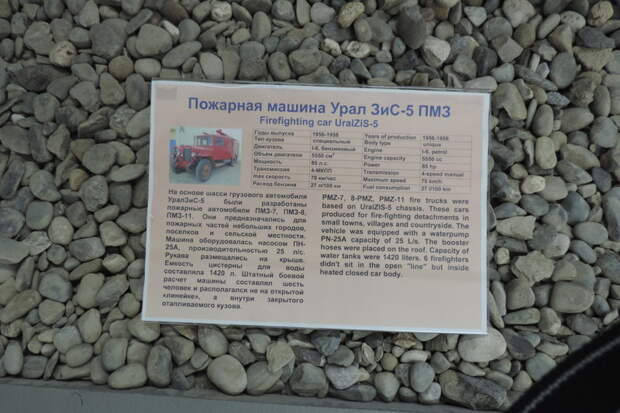 Пожарная машина Урал ЗиС-5 ПМЗ
Firefighting car UralZiS-5
Годы выпуска 1956-1958
Тип кузова специальный
Двигатель i-6, бензиновый
Объем двигателя 5550 см³
Мощность 85 л.с.
Трансмиссия 4-МКПП
max скорость 70 км/час
Расход бензина 27 л/100 км
Years of production 1956-1958
Body type unique
Engine i-6, petrol
Engine capacity 5550 cc
Power 85 hp
Transmission 4-speed manual
Maximum speed 70 km/h
Fuel consumption 27 l/100 km
На основе шасси грузового автомобиля
УралЗиС-5 были разработаны
пожарные автомобили ПМЗ-7, ПМЗ-8,
ПМЗ-11. Они предназначались для
пожарных частей небольших городов,
поселков и сельской местности.
Машина оборудовалась насосом ПН-
25А, производительностью 25 л/с.
Рукава размещались на крыше.
Емкость цистерны для воды
составляла 1420 л. Штатный боевой
расчет машины составлял шесть
человек и располагался не на открытой
«линейке», а внутри закрытого
отапливаемого кузова.
PMZ-7, 8-PMZ, PMZ-11 fire trucks were
based on UralZIS-5 chassis. These cars
produced for fire-fighting detachments in
small towns, villages and countryside. The
vehicle was equipped with a waterpump
PN-25A capacity of 25 L/s. The booster
hoses were placed on the roof. Capacity of
water tanks were 1420 liters. 6 firefighters
didn't sit in the open "line" but inside
heated closed car body.